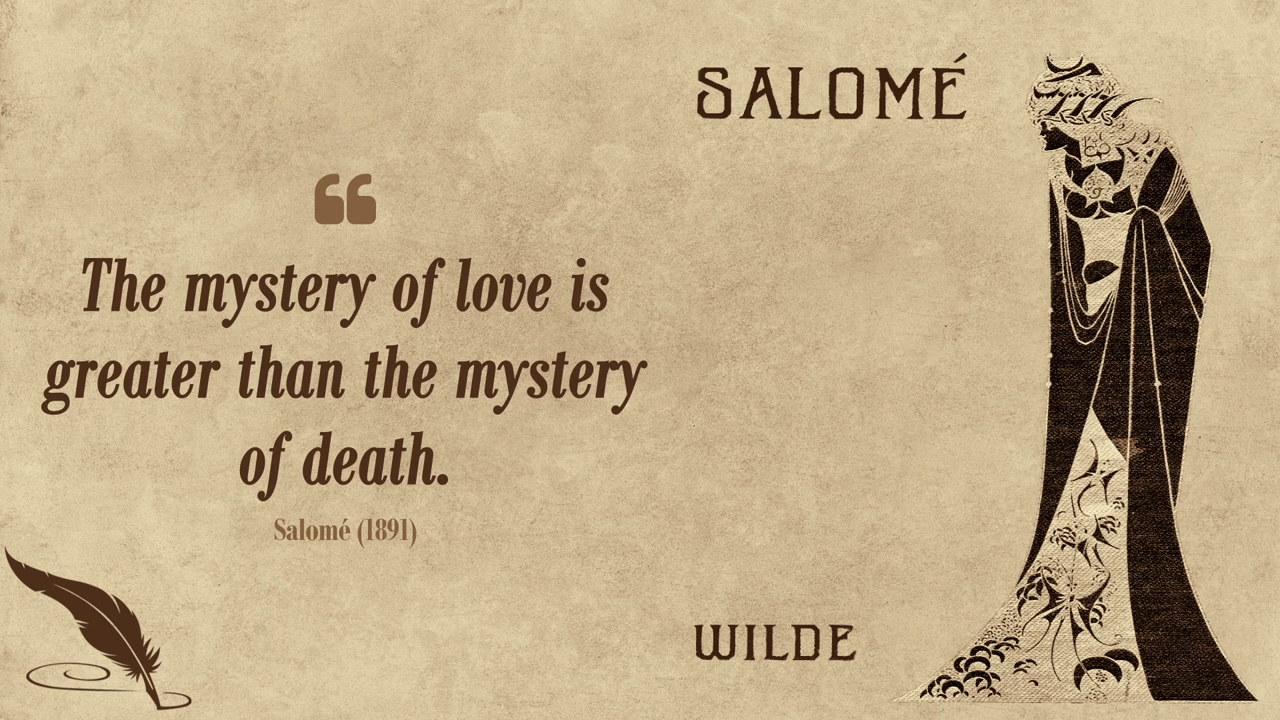 SALOMÉ
“
The mystery of love is
greater than the mystery
of death.
Salomé (1891)
WILDE